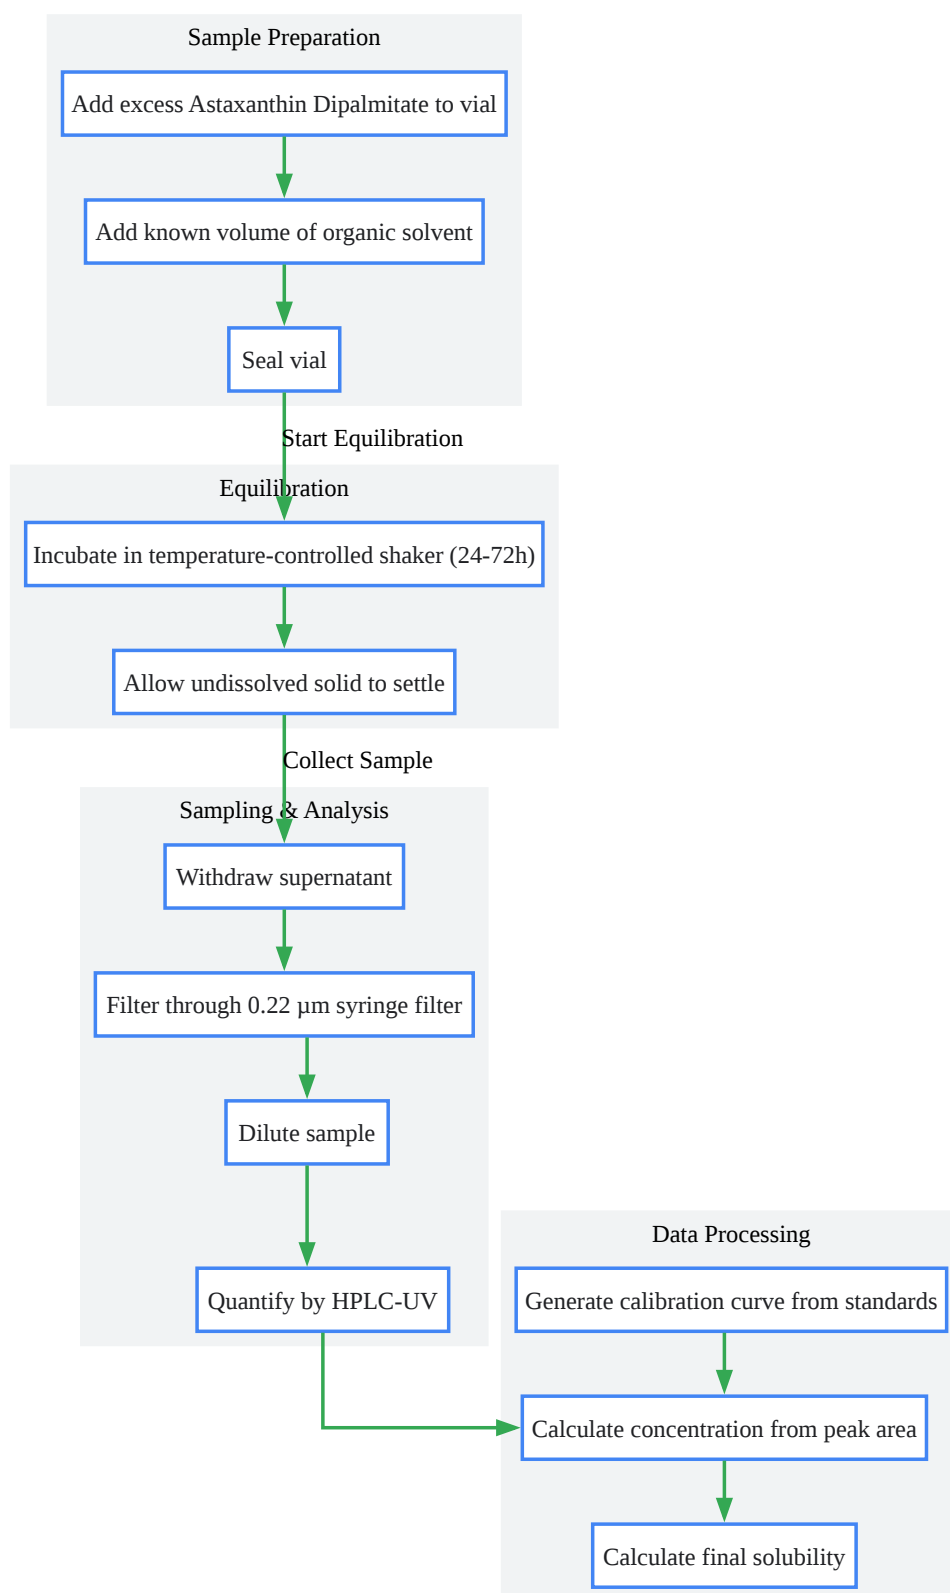 Sample Preparation
Add excess Astaxanthin Dipalmitate to vial
Add known volume of organic solvent
Seal vial
Start Equilibration
Equilibration
Incubate in temperature-controlled shaker (24-72h)
Allow undissolved solid to settle
Collect Sample
Sampling & Analysis
Withdraw supernatant
Filter through 0.22 µm syringe filter
Dilute sample
Quantify by HPLC-UV
Data Processing
Generate calibration curve from standards
Calculate concentration from peak area
Calculate final solubility